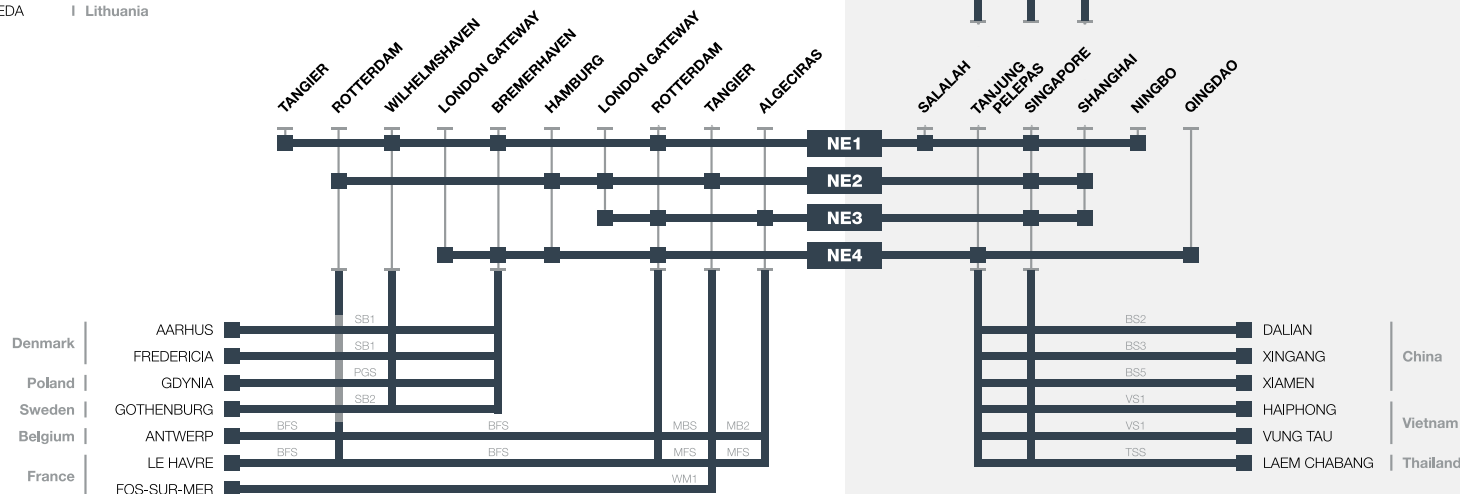 EDA
Lithuania
TANGIER
ROTTERDAM
WILHELMSHAVEN
LONDON GATEWAY
BREMERHAVEN
HAMBURG
LONDON GATEWAY
ROTTERDAM
TANGIER
ALGECIRAS
SALALAH
TANJUNG
PELEPAS
SINGAPORE
SHANGHAI
NINGBO
QINGDAO
NE1
NE2
NE3
NE4
Denmark
AARHUS
SB1
FREDERICIA
SB1
Poland
GDYNIA
PGS
Sweden
GOTHENBURG
SB2
Belgium
ANTWERP
BFS
BFS
MBS
MB2
France
LE HAVRE
BFS
BFS
MFS
MFS
FOS-SUR-MER
WM1
BS2
DALIAN
BS3
XINGANG
China
BS5
XIAMEN
VS1
HAIPHONG
Vietnam
VS1
VUNG TAU
TSS
LAEM CHABANG
Thailand